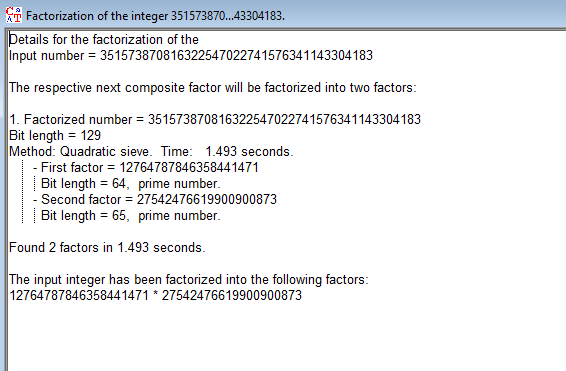 Factorization of the integer 351573870...43304183.
Details for the factorization of the
Input number = 351573870816322547022741576341143304183
The respective next composite factor will be factorized into two factors:
1. Factorized number = 351573870816322547022741576341143304183
Bit length = 129
Method: Quadratic sieve. Time: 1.493 seconds.
- First factor = 12764787846358441471
Bit length = 64, prime number.
- Second factor = 27542476619900900873
Bit length = 65, prime number.
Found 2 factors in 1.493 seconds.
The input integer has been factorized into the following factors:
12764787846358441471 * 27542476619900900873